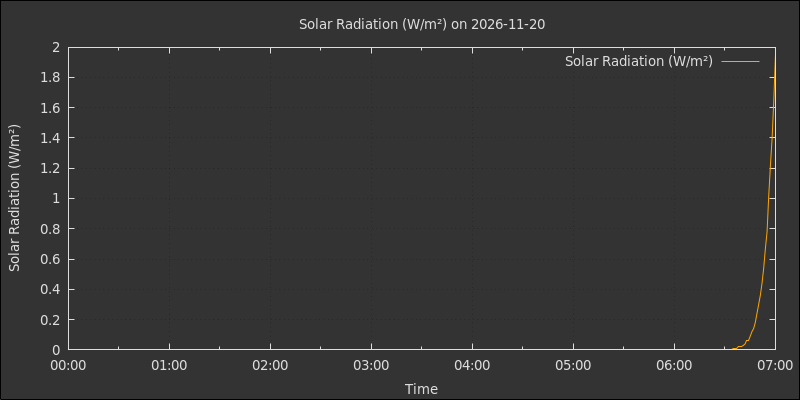 Solar Radiation (W/m²) on 2026-11-20
Solar Radiation (W/m²)
Solar Radiation (W/m²)
2
1.8
1.6
1.4
1.2
1
0.8
0.6
0.4
0.2
0
00:00 01:00 02:00 03:00 04:00 05:00 06:00 07:00
Time